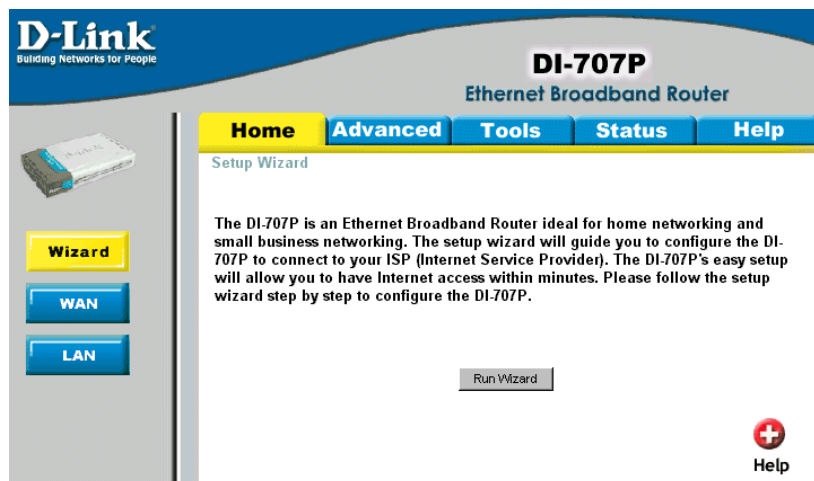 D-Link
Building Networks for People
DI-707P
Ethernet Broadband Router
Home
Advanced
Tools
Status
Help
Setup Wizard
Wizard
WAN
LAN
The DI-707P is an Ethernet Broadband Router ideal for home networking and
small business networking. The setup wizard will guide you to configure the DI-
707P to connect to your ISP (Internet Service Provider). The DI-707P's easy setup
will allow you to have Internet access within minutes. Please follow the setup
wizard step by step to configure the DI-707P.
Run Wizard
Help